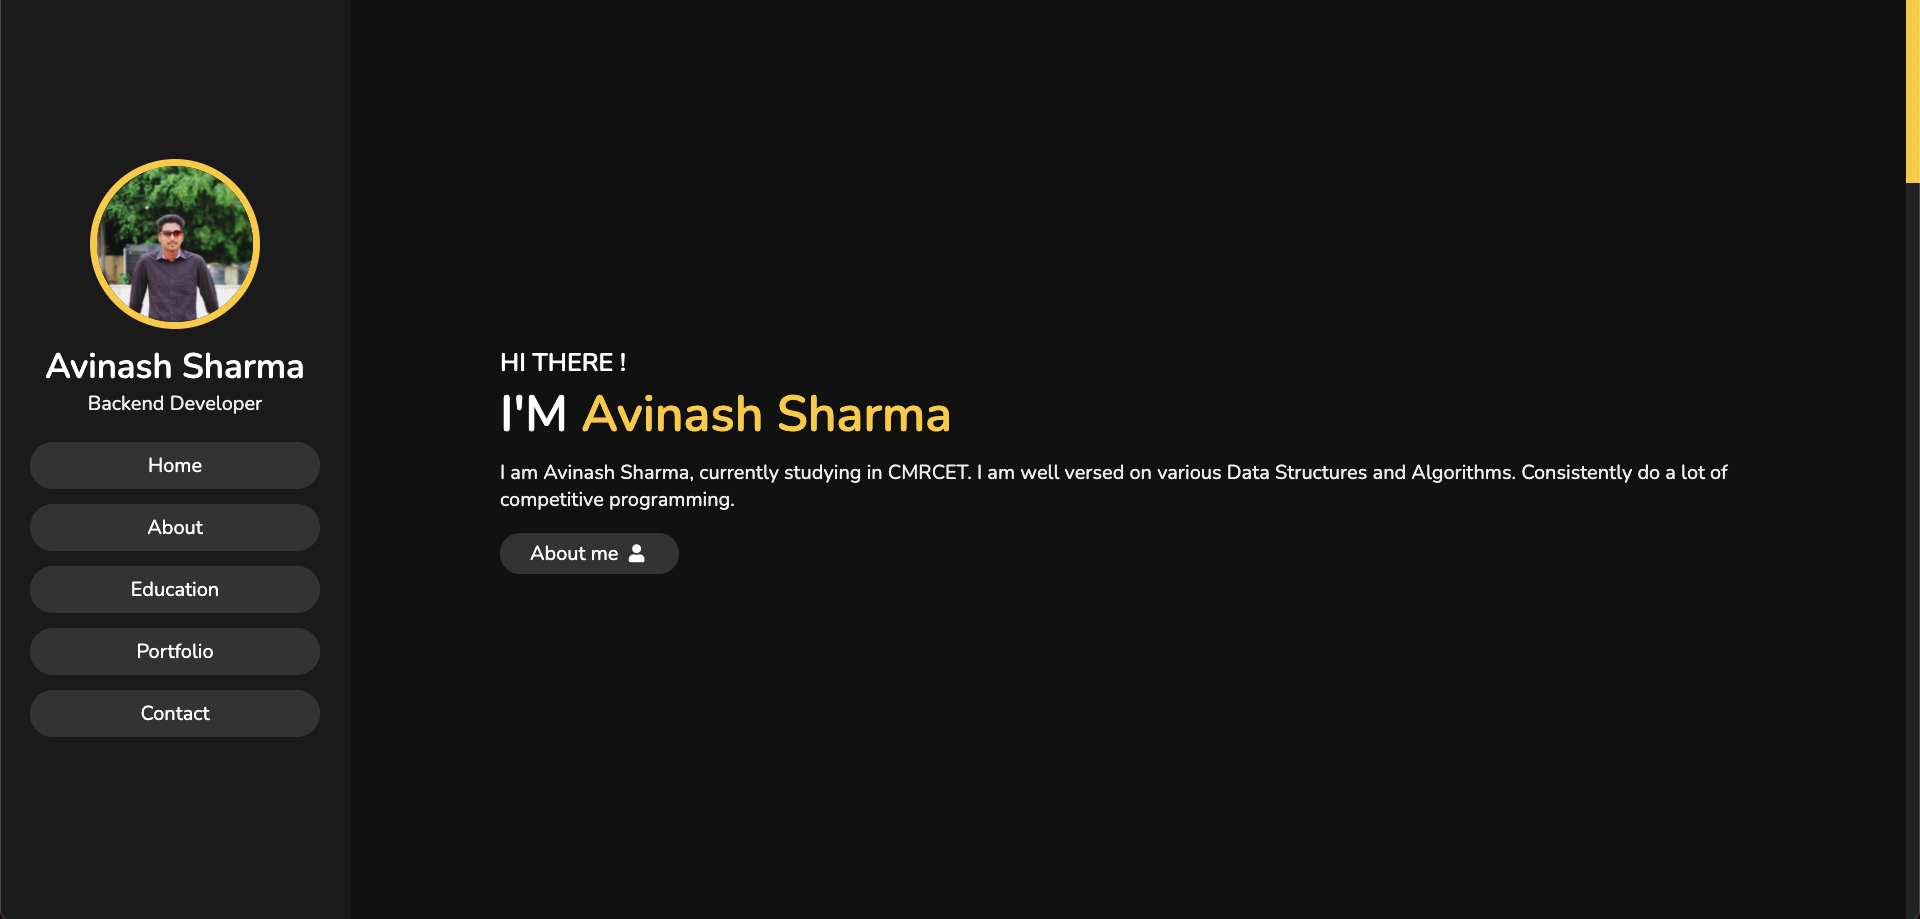 Avinash Sharma
Backend Developer
Home
About
Education
Portfolio
Contact
HI THERE !
I'M Avinash Sharma
I am Avinash Sharma, currently studying in CMRCET. I am well versed on various Data Structures and Algorithms. Consistently do a lot of
competitive programming.
About me